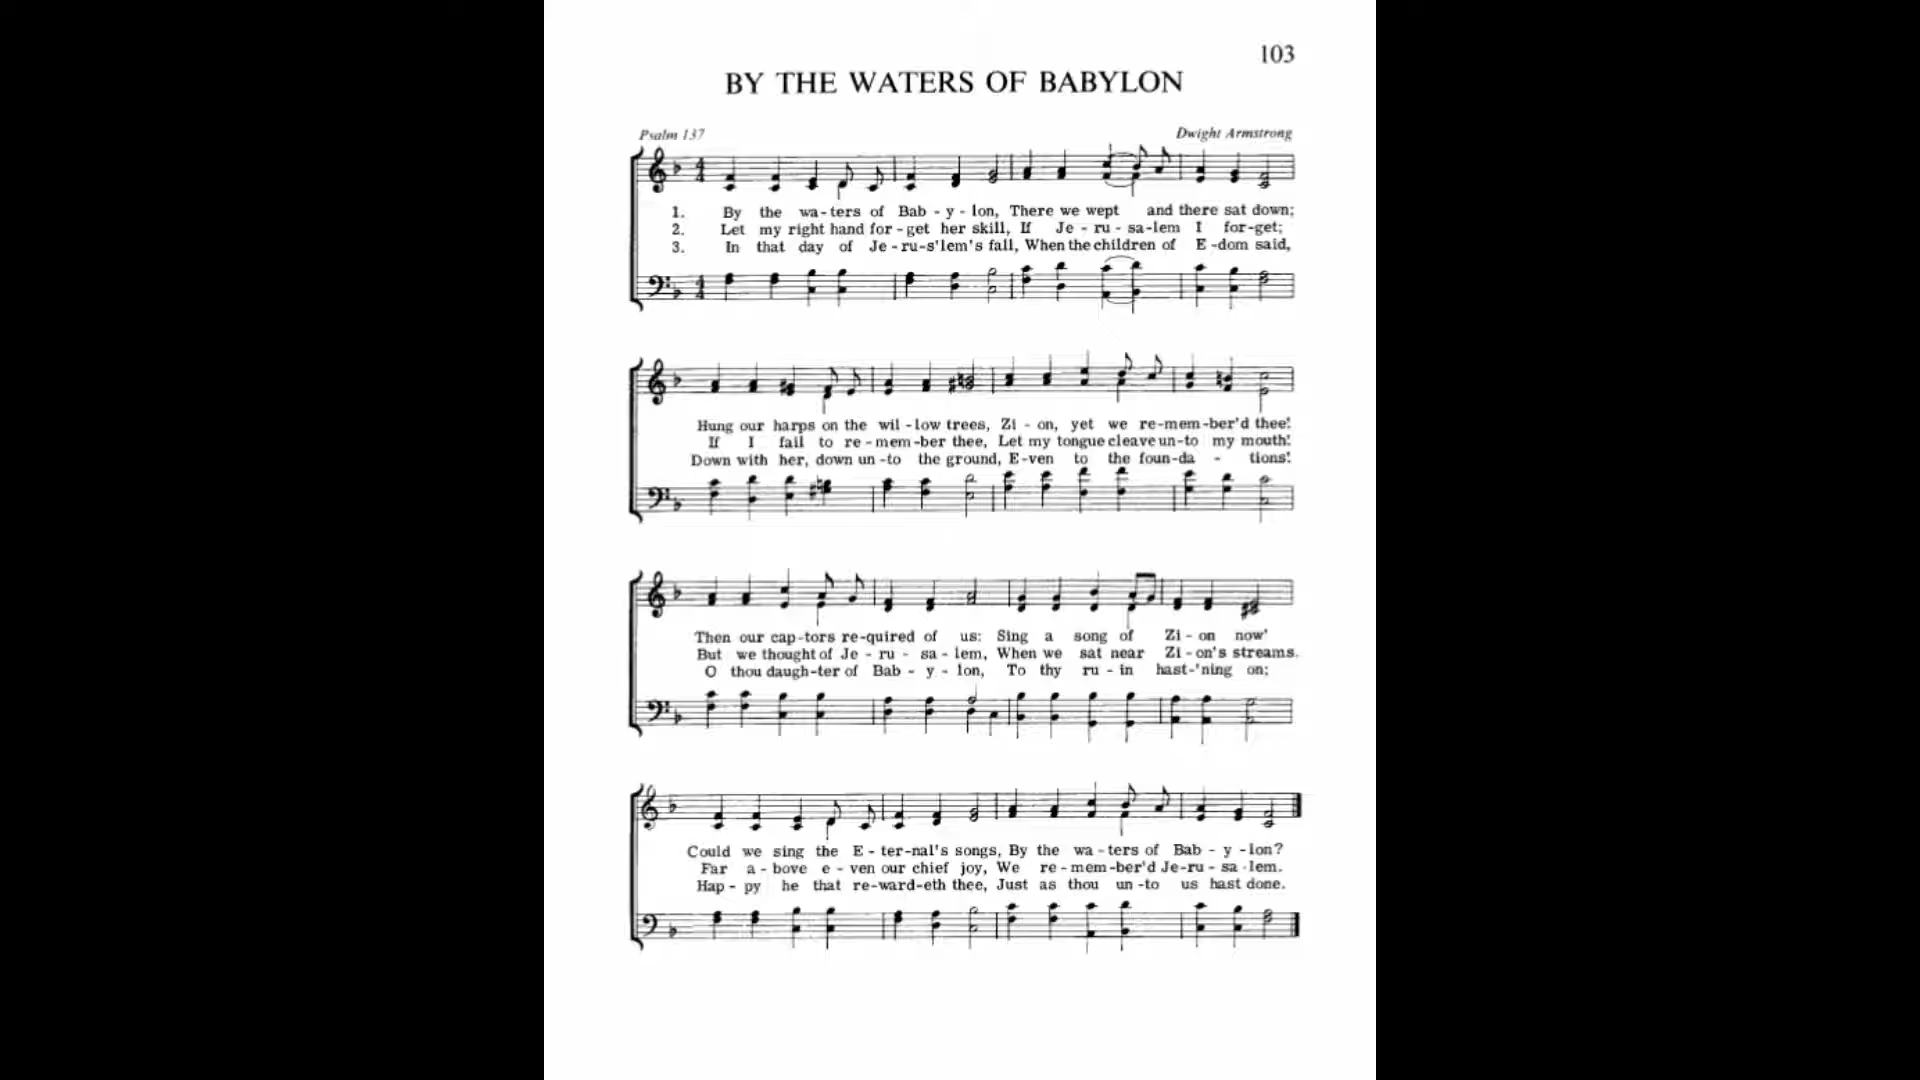 103
BY THE WATERS OF BABYLON
Psalm 137 Dwight Armstrong
1. By the wa-ters of Bab - y - lon, There we wept and there sat down;
2. Let my right hand for-get her skill, If Je - ru - sa-lem I for-get;
3. In that day of Je-ru-s'lem's fall, When the children of E-dom said,
Hung our harps on the wil-low trees, Zi - on, yet we re-mem-ber'd thee!
If I fail to re-mem-ber thee, Let my tongue cleave un-to my mouth!
Down with her, down un-to the ground, E-ven to the foun-da - tions!
Then our cap-tors re-quired of us: Sing a song of Zi - on now'
But we thought of Je - ru - sa - lem, When we sat near Zi-on's streams.
O thou daugh-ter of Bab - y - lon, To thy ru - in hast-'ning on;
Could we sing the E - ter-nal's songs, By the wa-ters of Bab - y - lon?
Far a-bove e - ven our chief joy, We re-mem-ber'd Je-ru - sa-lem.
Hap - py he that re-ward-eth thee, Just as thou un-to us hast done.